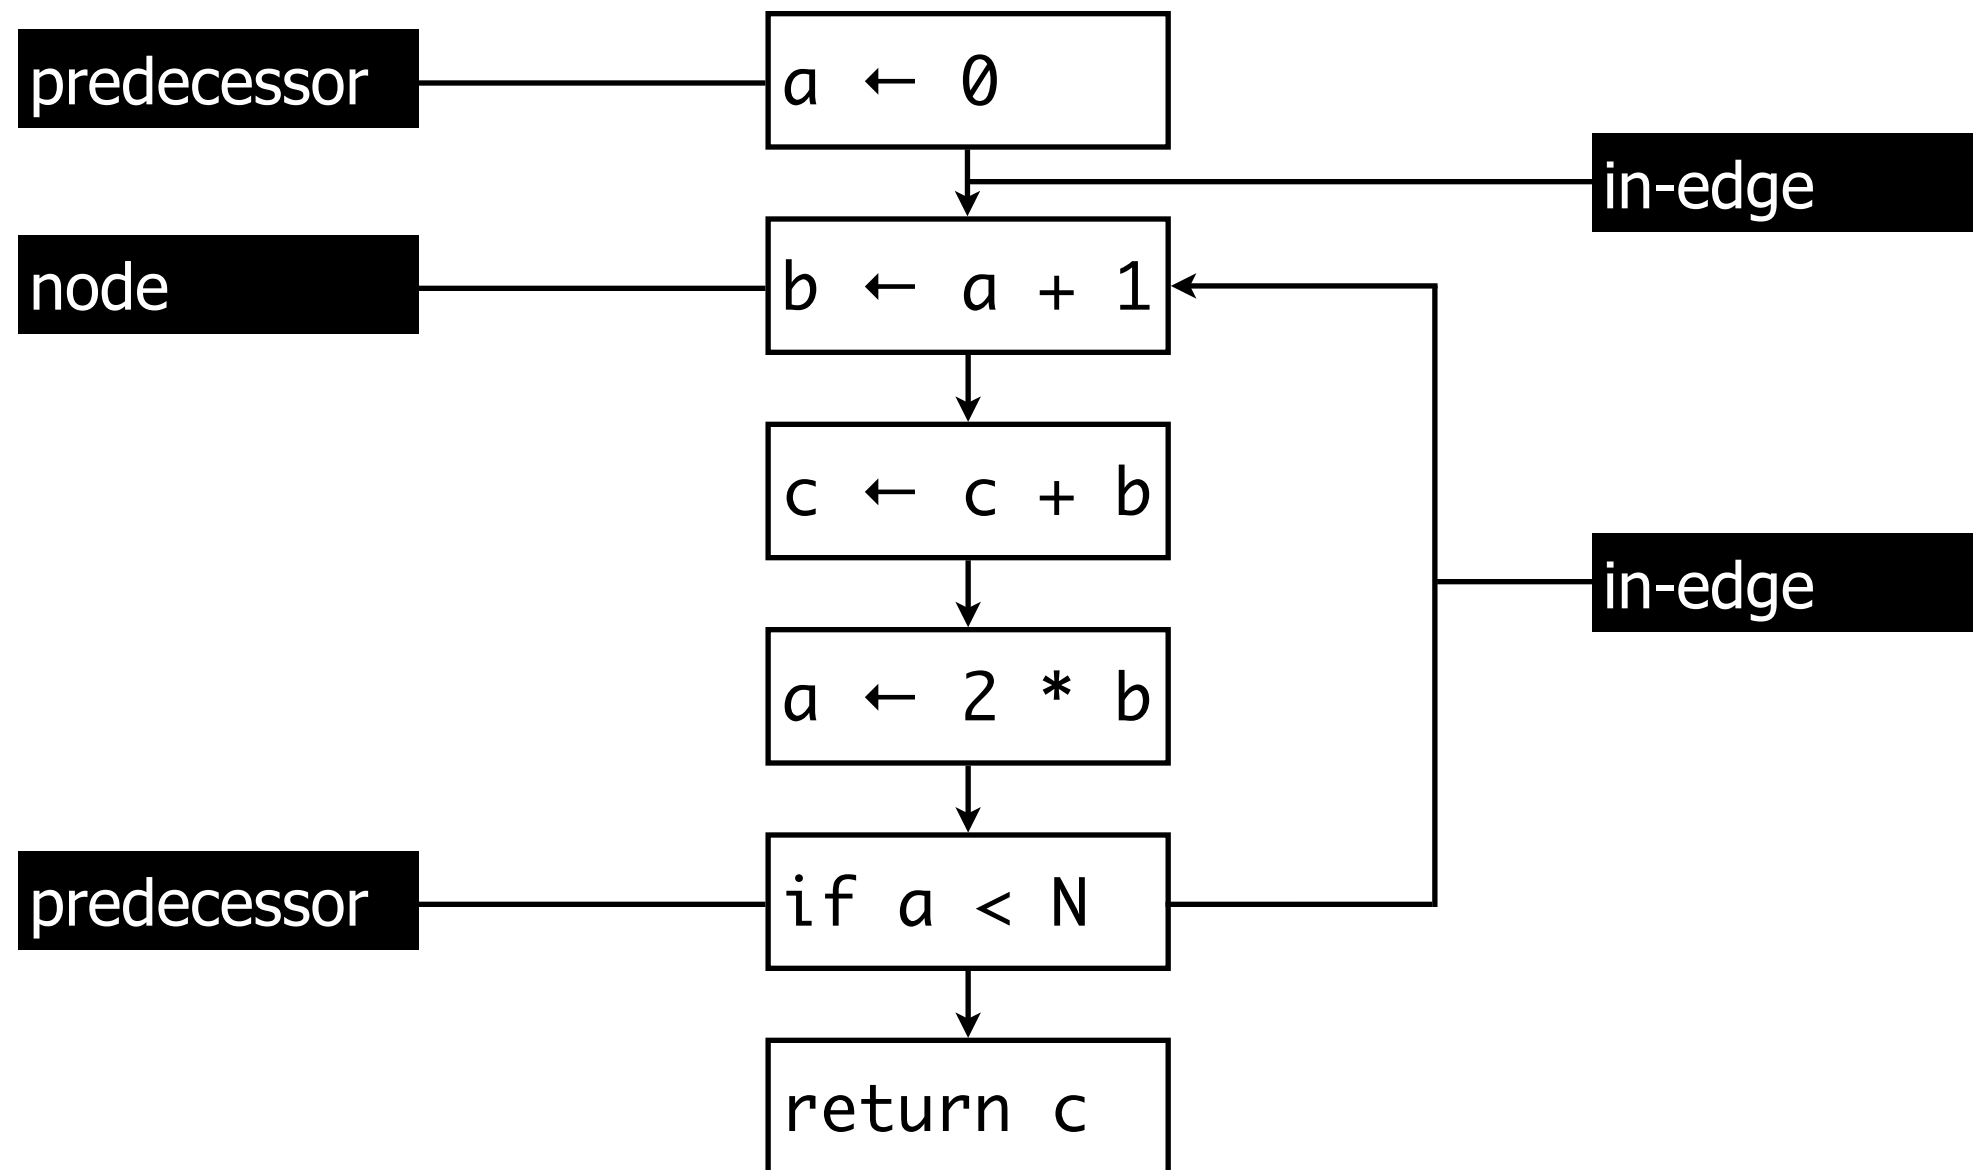 predecessor
a ← 0
in-edge
node
b ← a + 1
c ← c + b
in-edge
a ← 2 * b
predecessor
if a < N
return c